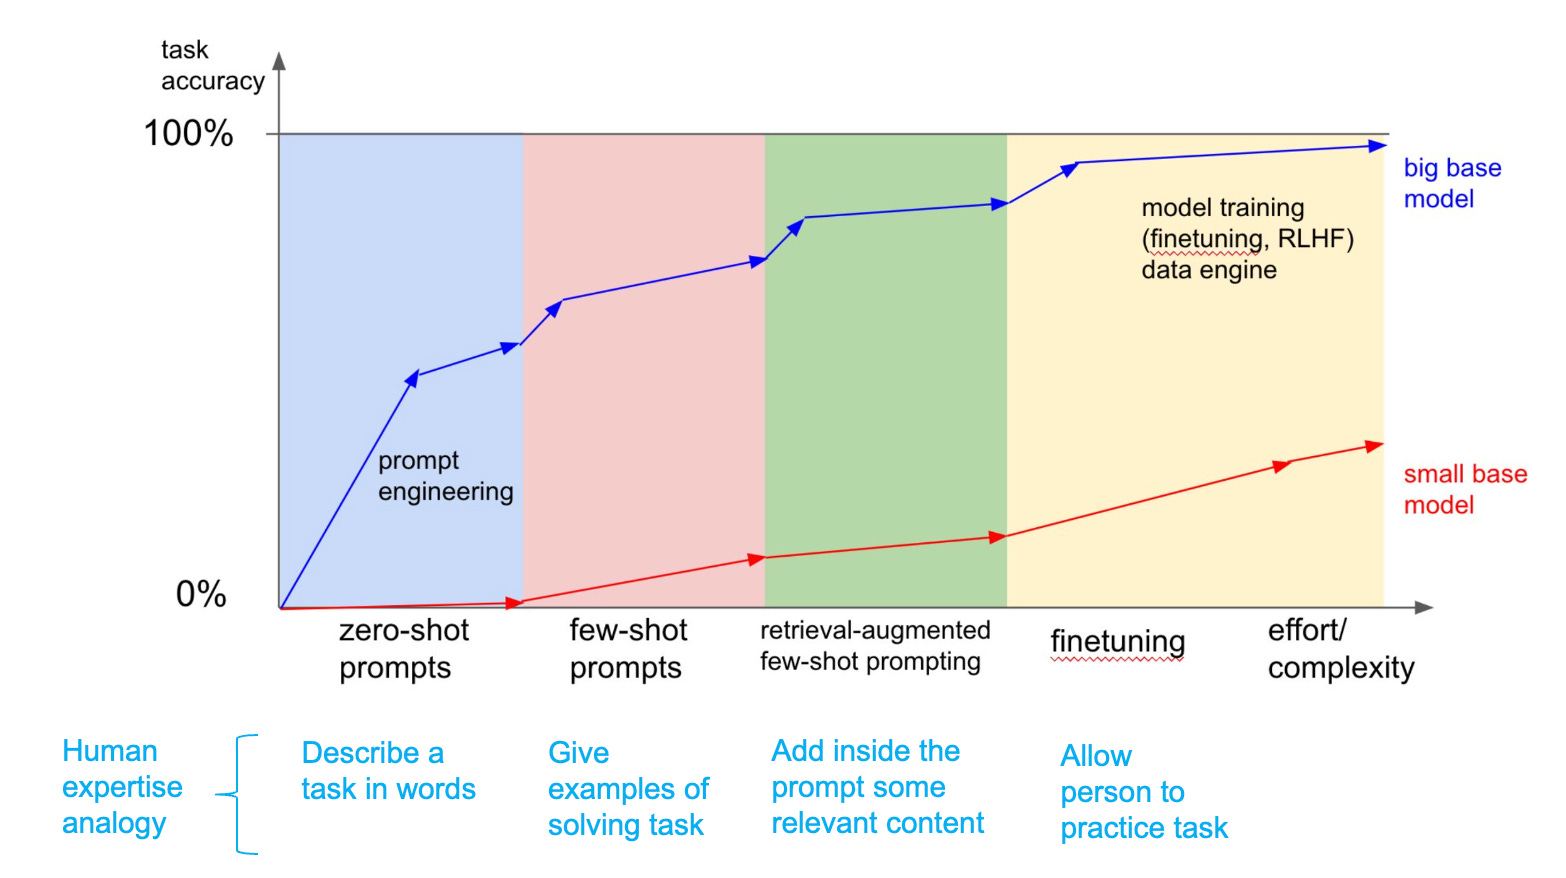 task
accuracy
100%
big base
model
model training
(finetuning, RLHF)
data engine
prompt
engineering
small base
model
0%
zero-shot
prompts
few-shot
prompts
retrieval-augmented
few-shot prompting
finetuning
effort/
complexity
Human
expertise
analogy
Describe a
task in words
Give
examples of
solving task
Add inside the
prompt some
relevant content
Allow
person to
practice task